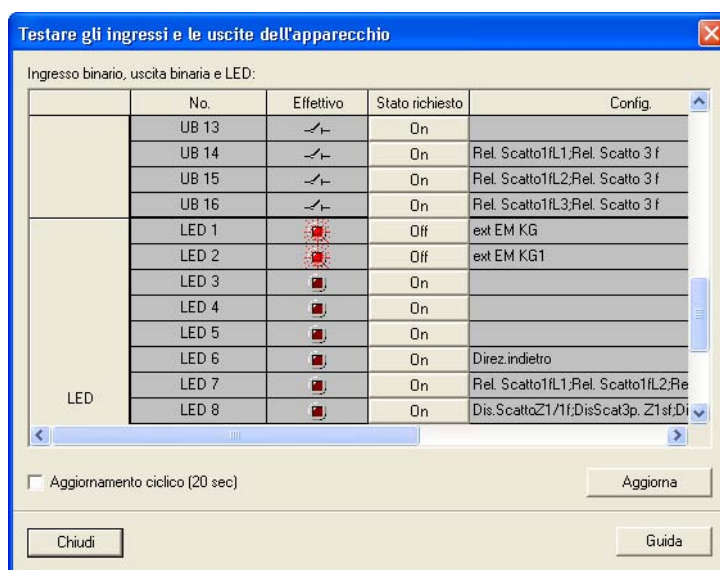 Testare gli ingressi e le uscite dell'apparecchio
Ingresso binario, uscita binaria e LED:
No. Effettivo Stato richiesto Config.
UB 13 On
UB 14 On Rel. Scatto1fL1;Rel. Scatto 3 f
UB 15 On Rel. Scatto1fL2;Rel. Scatto 3 f
UB 16 On Rel. Scatto1fL3;Rel. Scatto 3 f
LED 1 Off ext EM KG
LED 2 Off ext EM KG1
LED 3 On
LED 4 On
LED 5 On
LED 6 On Direz.indietro
LED LED 7 On Rel. Scatto1fL1;Rel. Scatto1fL2;Re
LED 8 On Dis.ScattoZ1/1f;DisScat3p. Z1sf;Di
Aggiornamento ciclico (20 sec) Aggiorna
Chiudi Guida